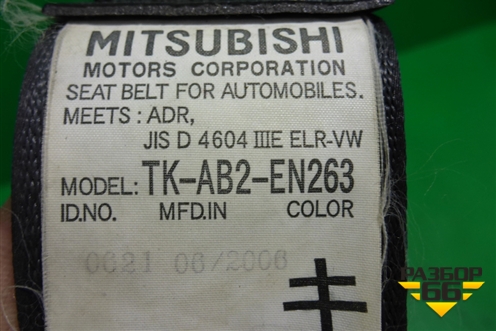 MITSUBISHI
MOTORS CORPORATION
SEAT BELT FOR AUTOMOBILES.
MEETS : ADR,
JIS D 4604 IIIE ELR-VW
MODEL: TK-AB2-EN263
ID.NO. MFD.IN COLOR
0621 06/2006
РАЗБОР
66